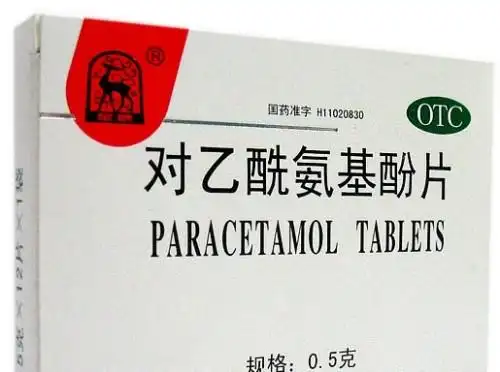 ®
国药准字 H11020830
OTC
对乙酰氨基酚片
PARACETAMOL TABLETS
规格：0.5克